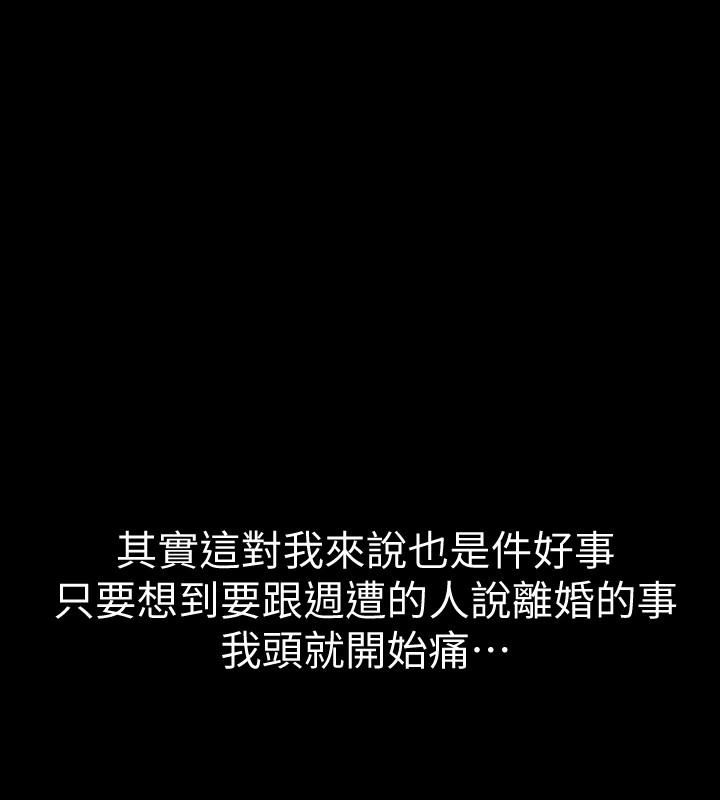 其實這對我來說也是件好事
只要想到要跟週遭的人說離婚的事
我頭就開始痛…